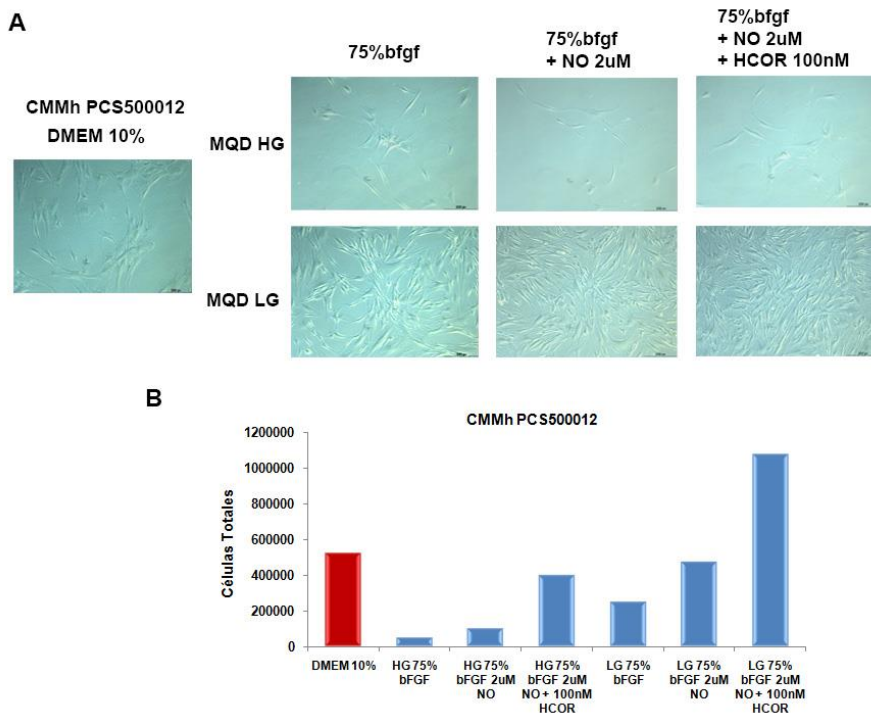 A
75%bfgf
75%bfgf
+ NO 2uM
75%bfgf
+ NO 2uM
+ HCOR 100nM
CMMh PCS500012
DMEM 10%
MQD HG
MQD LG
B
CMMh PCS500012
Células Totales
1200000
1000000
800000
600000
400000
200000
0
DMEM 10%
HG 75%
bFGF
HG 75%
bFGF 2uM
NO
HG 75%
bFGF 2uM
NO + 100nM
HCOR
LG 75%
bFGF
LG 75%
bFGF 2uM
NO
LG 75%
bFGF 2uM
NO + 100nM
HCOR